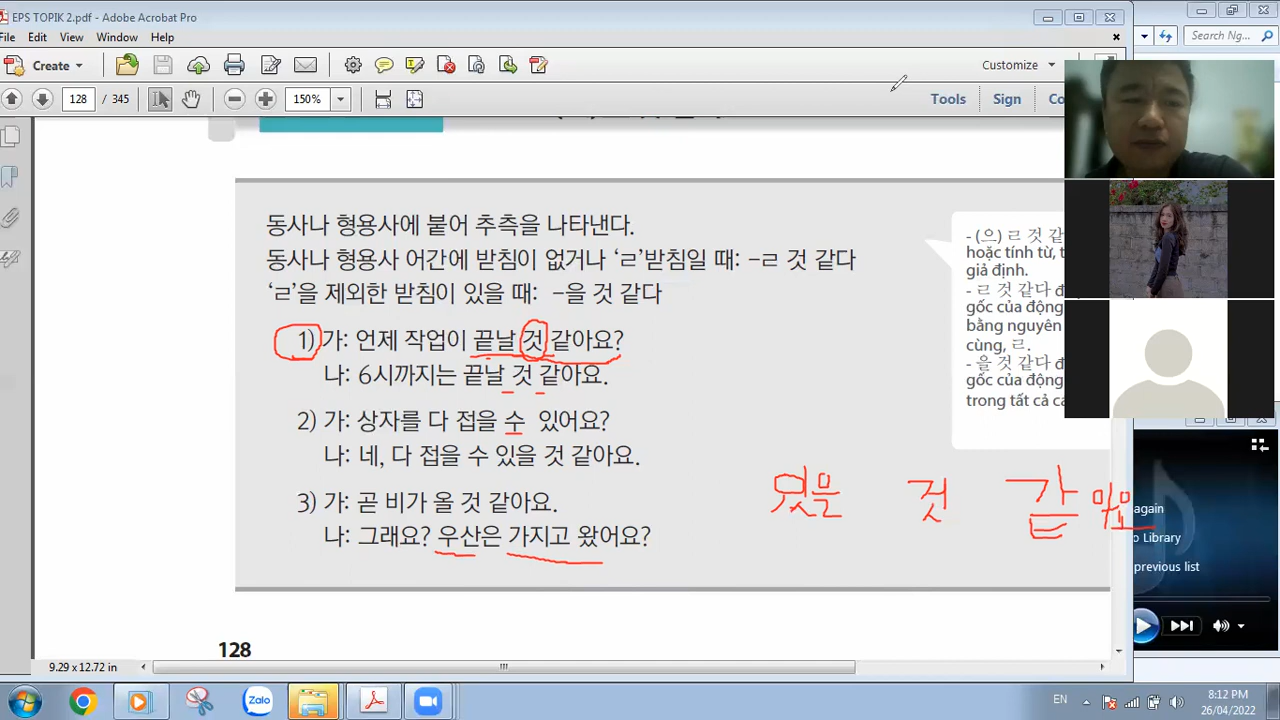 EPS TOPIK 2.pdf - Adobe Acrobat Pro
File Edit View Window Help
Search Ng...
Create
Customize
128 / 345
150%
Tools Sign Co
동사나 형용사에 붙어 추측을 나타낸다.
동사나 형용사 어간에 받침이 없거나 ‘ㄹ’받침일 때: –ㄹ 것 같다
‘ㄹ’을 제외한 받침이 있을 때: –을 것 같다
1) 가: 언제 작업이 끝날 것 같아요?
나: 6시까지는 끝날 것 같아요.
2) 가: 상자를 다 접을 수 있어요?
나: 네, 다 접을 수 있을 것 같아요.
3) 가: 곧 비가 올 것 같아요.
나: 그래요? 우산은 가지고 왔어요?
- (으) ㄹ 것 같
hoặc tính từ, t
giả định.
- ㄹ 것 같다 đ
gốc của động
bằng nguyên
cùng, ㄹ.
- 을 것 같다 đ
gốc của động
trong tất cả cá
것 같
again
o Library
previous list
128
9.29 x 12.72 in
Zalo
EN
8:12 PM
26/04/2022